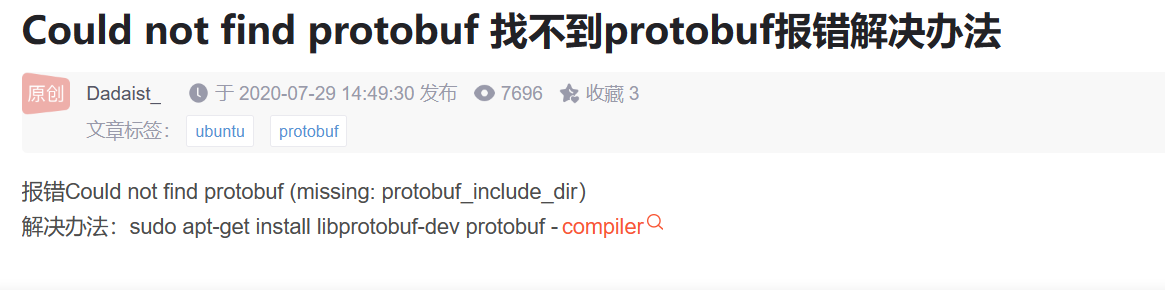 Could not find protobuf 找不到protobuf报错解决办法
原创 Dadaist_ 于 2020-07-29 14:49:30 发布 7696 收藏 3
文章标签： ubuntu protobuf
报错Could not find protobuf (missing: protobuf_include_dir）
解决办法：sudo apt-get install libprotobuf-dev protobuf - compiler